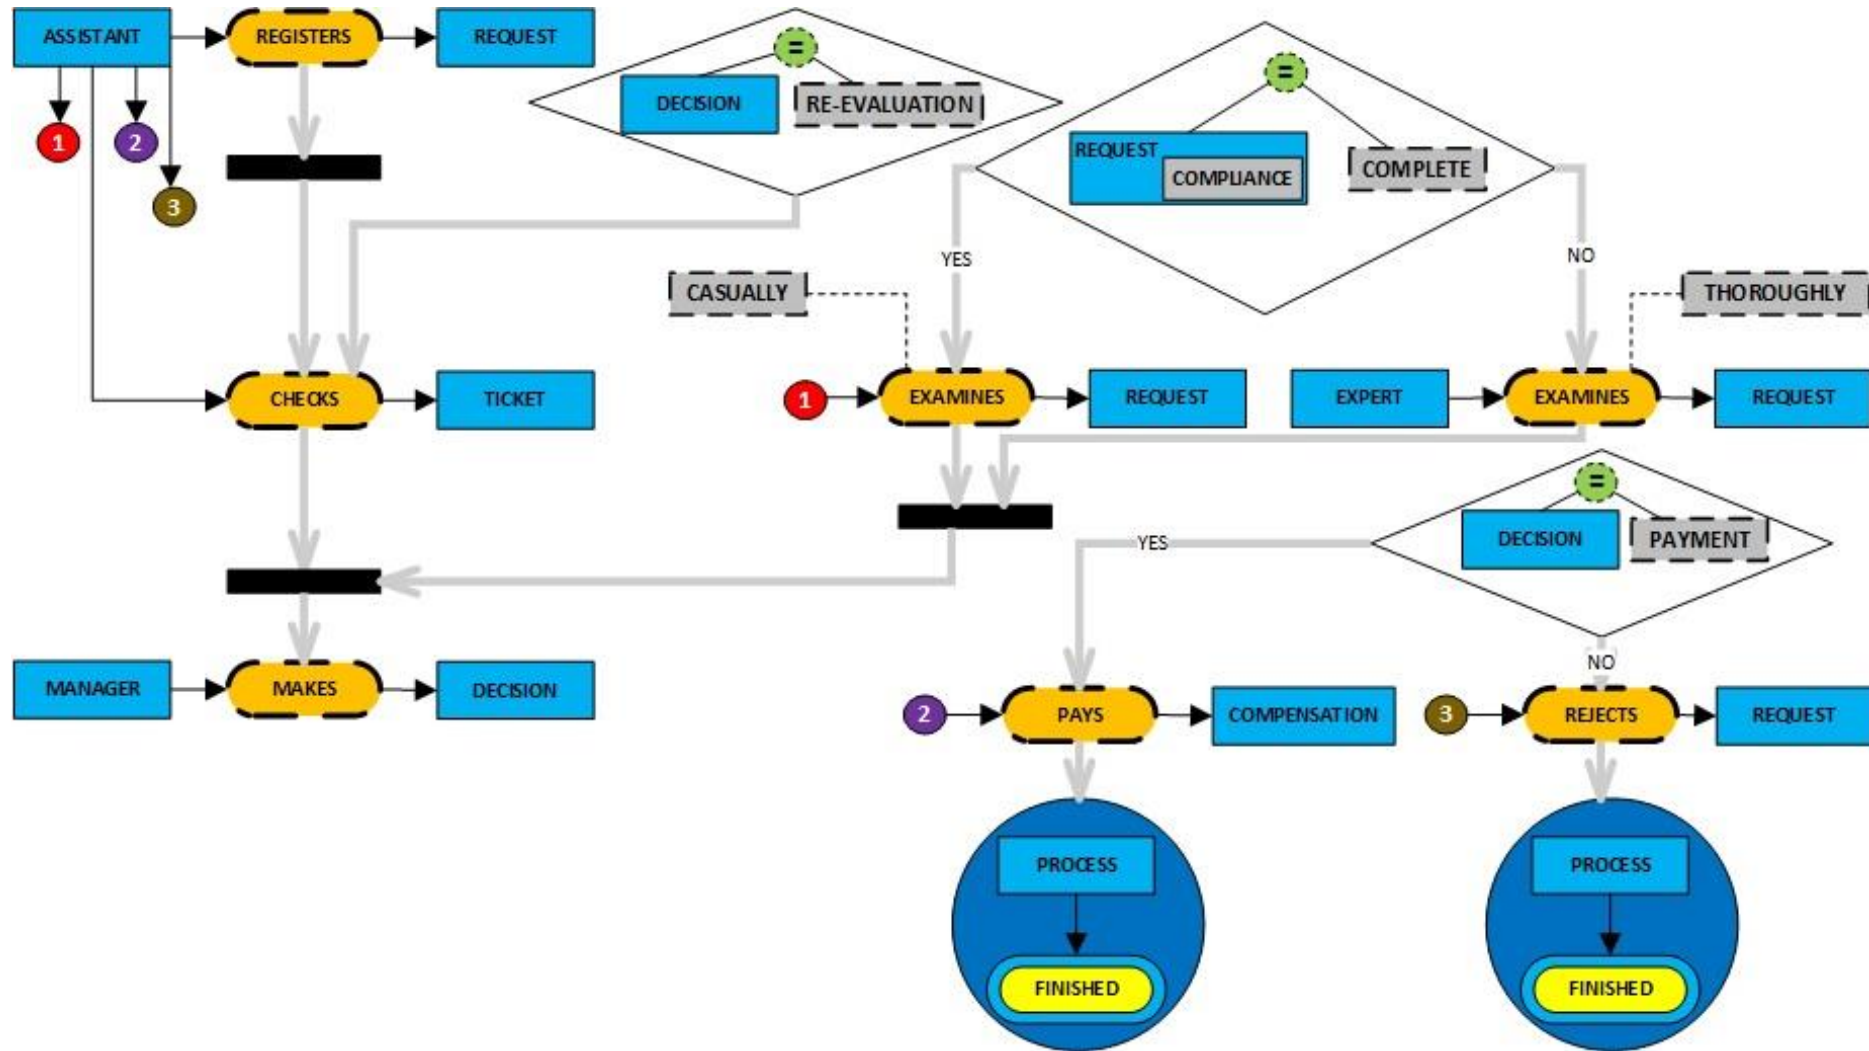 ASSISTANT
REGISTERS
REQUEST
=
DECISION
RE-EVALUATION
=
REQUEST
COMPLIANCE
COMPLETE
1
2
3
YES
NO
CASUALLY
THOROUGHLY
CHECKS
TICKET
1
EXAMINES
REQUEST
EXPERT
EXAMINES
REQUEST
=
DECISION
PAYMENT
YES
NO
MANAGER
MAKES
DECISION
2
PAYS
COMPENSATION
3
REJECTS
REQUEST
PROCESS
FINISHED
PROCESS
FINISHED